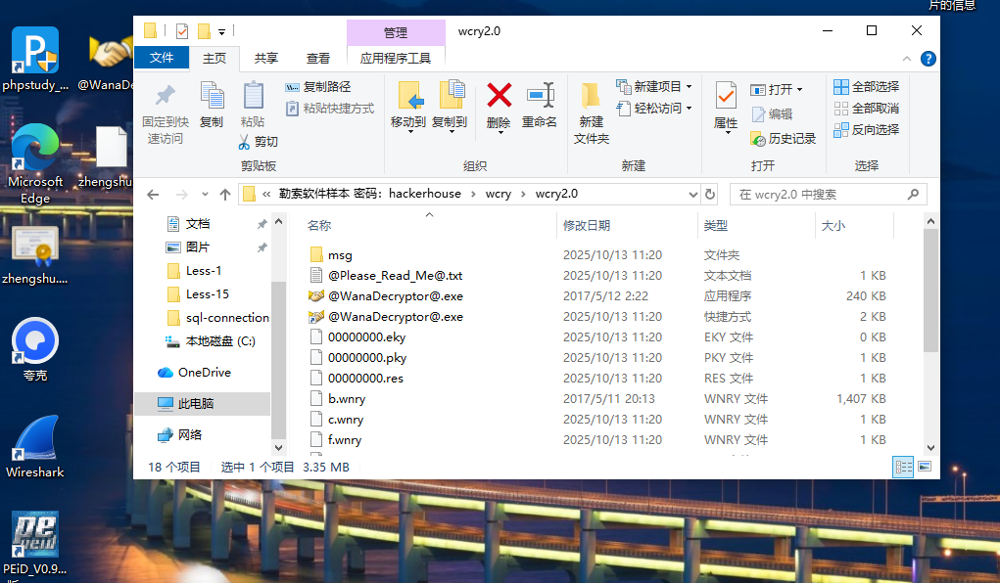 片的信息
phpstudy_...
@WanaDe
Microsoft
Edge
zhengshu
zhengshu....
夸克
Wireshark
PEiD_V0.9...
管理
wcry2.0
文件
主页
共享
查看
应用程序工具
固定到快
速访问
复制
粘贴
复制路径
粘贴快捷方式
剪切
剪贴板
移动到
复制到
删除
重命名
组织
新建
文件夹
新建项目
轻松访问
新建
属性
打开
编辑
历史记录
打开
全部选择
全部取消
反向选择
选择
« 勒索软件样本 密码：hackerhouse › wcry › wcry2.0
在 wcry2.0 中搜索
文档
图片
Less-1
Less-15
sql-connection
本地磁盘 (C:)
OneDrive
此电脑
网络
名称 修改日期 类型 大小
msg 2025/10/13 11:20 文件夹
@Please_Read_Me@.txt 2025/10/13 11:20 文本文档 1 KB
@WanaDecryptor@.exe 2017/5/12 2:22 应用程序 240 KB
@WanaDecryptor@.exe 2025/10/13 11:20 快捷方式 2 KB
00000000.eky 2025/10/13 11:20 EKY 文件 0 KB
00000000.pky 2025/10/13 11:20 PKY 文件 1 KB
00000000.res 2025/10/13 11:20 RES 文件 1 KB
b.wnry 2017/5/11 20:13 WNRY 文件 1,407 KB
c.wnry 2025/10/13 11:20 WNRY 文件 1 KB
f.wnry 2025/10/13 11:20 WNRY 文件 1 KB
18 个项目 选中 1 个项目 3.35 MB